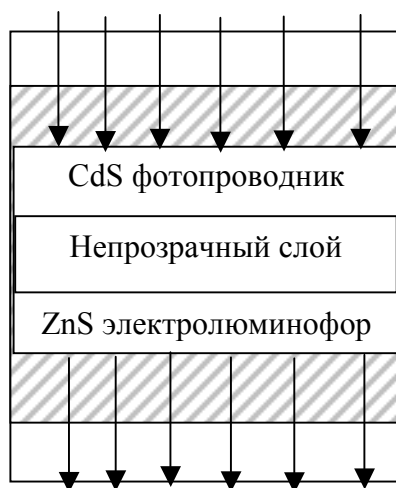 CdS фотопроводник
Непрозрачный слой
ZnS электролюминофор